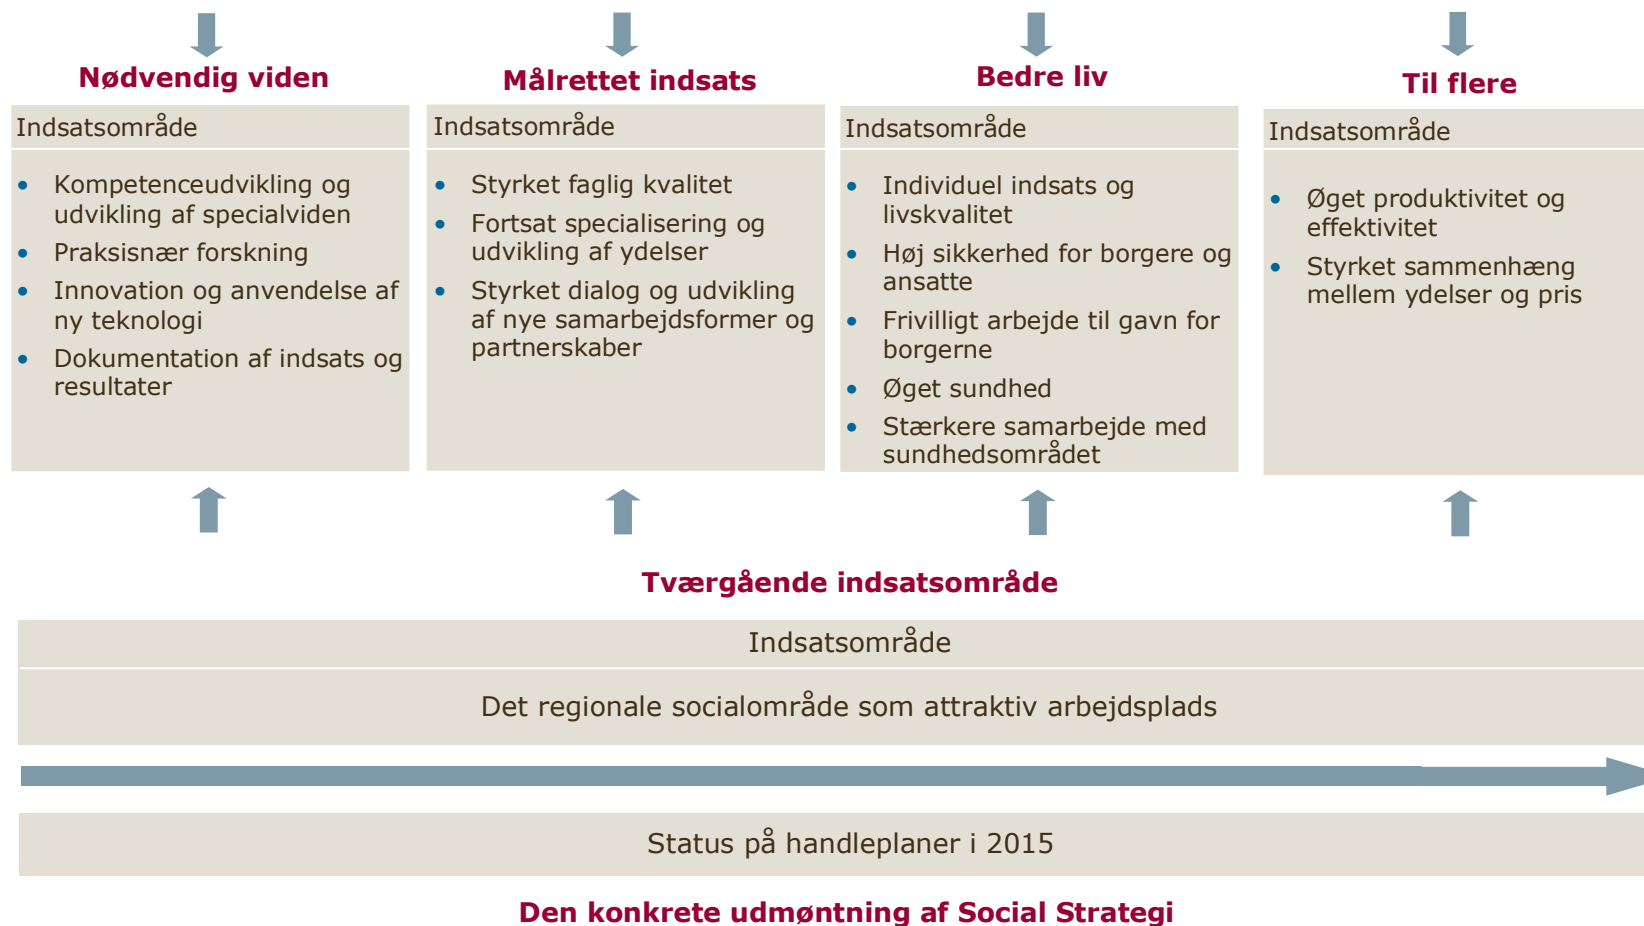 Nødvendig viden
Indsatsområde
Kompetenceudvikling og
udvikling af specialviden
Praksisnær forskning
Innovation og anvendelse af
ny teknologi
Dokumentation af indsats og
resultater
Målrettet indsats
Indsatsområde
Styrket faglig kvalitet
Fortsat specialisering og
udvikling af ydelser
Styrket dialog og udvikling
af nye samarbejdsformer og
partnerskaber
Bedre liv
Indsatsområde
Individuel indsats og
livskvalitet
Høj sikkerhed for borgere og
ansatte
Frivilligt arbejde til gavn for
borgerne
Øget sundhed
Stærkere samarbejde med
sundhedsområdet
Til flere
Indsatsområde
Øget produktivitet og
effektivitet
Styrket sammenhæng
mellem ydelser og pris
Tværgående indsatsområde
Indsatsområde
Det regionale socialområde som attraktiv arbejdsplads
Status på handleplaner i 2015
Den konkrete udmøntning af Social Strategi